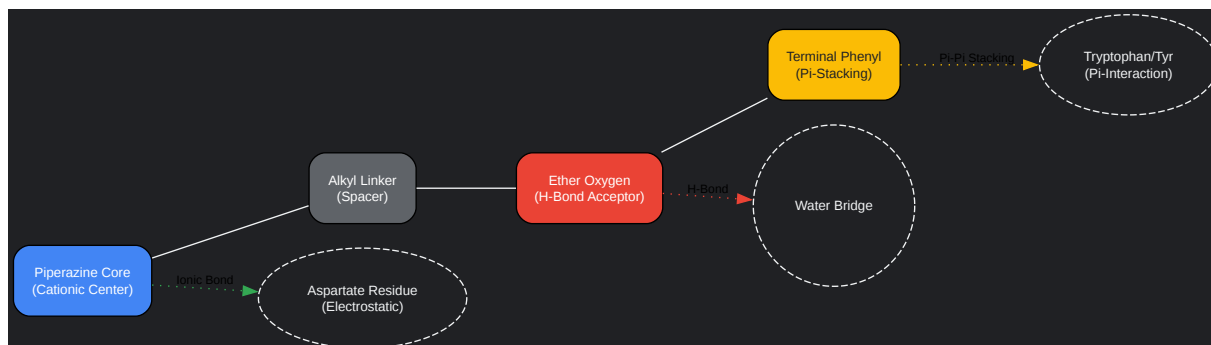 Terminal Phenyl
(Pi-Stacking)
Pi-Pi Stacking
Tryptophan/Tyr
(Pi-Interaction)
Alkyl Linker
(Spacer)
Ether Oxygen
(H-Bond Acceptor)
H-Bond
Water Bridge
Piperazine Core
(Cationic Center)
Ionic Bond
Aspartate Residue
(Electrostatic)